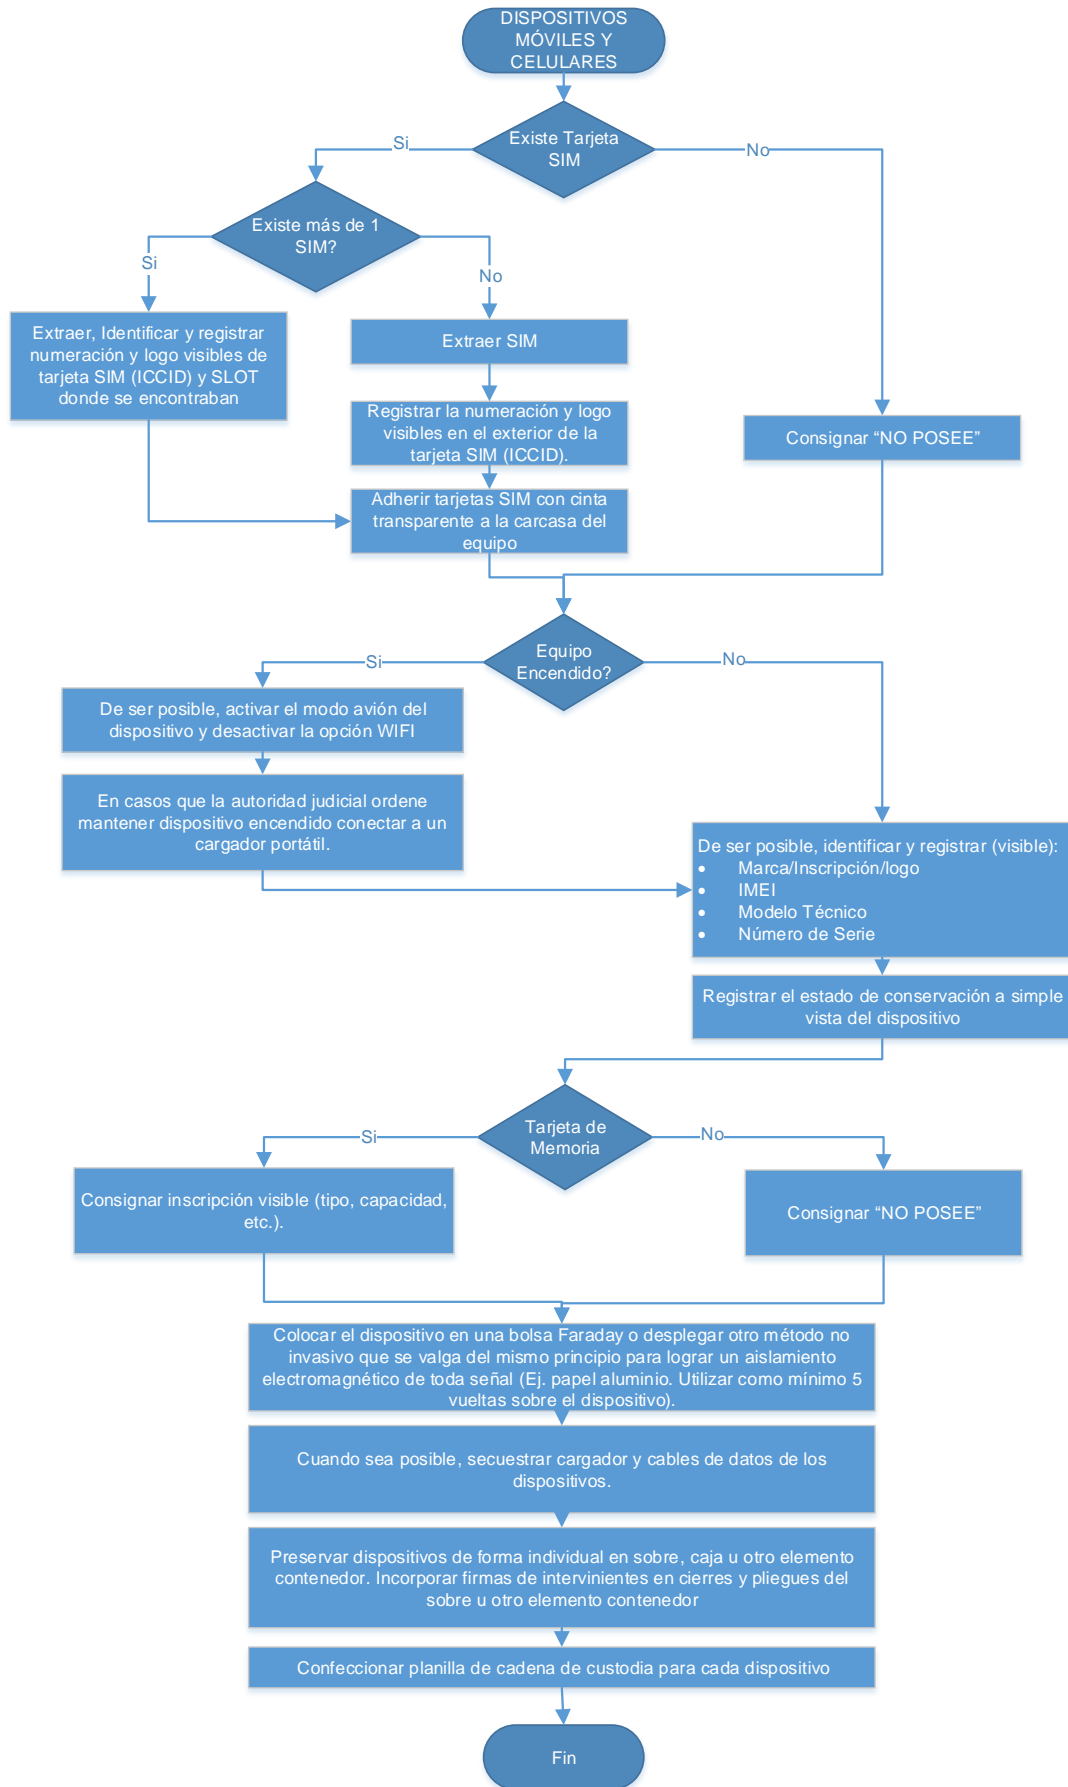 DISPOSITIVOS
MÓVILES Y
CELULARES
Existe Tarjeta
SIM
Si
No
Existe más de 1
SIM?
Si
No
Extraer, Identificar y registrar
numeración y logo visibles de
tarjeta SIM (ICCID) y SLOT
donde se encontraban
Extraer SIM
Registrar la numeración y logo
visibles en el exterior de la
tarjeta SIM (ICCID).
Consignar “NO POSEE”
Adherir tarjetas SIM con cinta
transparente a la carcasa del
equipo
Equipo
Encendido?
Si
No
De ser posible, activar el modo avión del
dispositivo y desactivar la opción WIFI
En casos que la autoridad judicial ordene
mantener dispositivo encendido conectar a un
cargador portátil.
De ser posible, identificar y registrar (visible):
• Marca/Inscripción/logo
• IMEI
• Modelo Técnico
• Número de Serie
Registrar el estado de conservación a simple
vista del dispositivo
Tarjeta de
Memoria
Si
No
Consignar inscripción visible (tipo, capacidad,
etc.).
Consignar “NO POSEE”
Colocar el dispositivo en una bolsa Faraday o desplegar otro método no
invasivo que se valga del mismo principio para lograr un aislamiento
electromagnético de toda señal (Ej. papel aluminio. Utilizar como mínimo 5
vueltas sobre el dispositivo).
Cuando sea posible, secuestrar cargador y cables de datos de los
dispositivos.
Preservar dispositivos de forma individual en sobre, caja u otro elemento
contenedor. Incorporar firmas de intervinientes en cierres y pliegues del
sobre u otro elemento contenedor
Confeccionar planilla de cadena de custodia para cada dispositivo
Fin